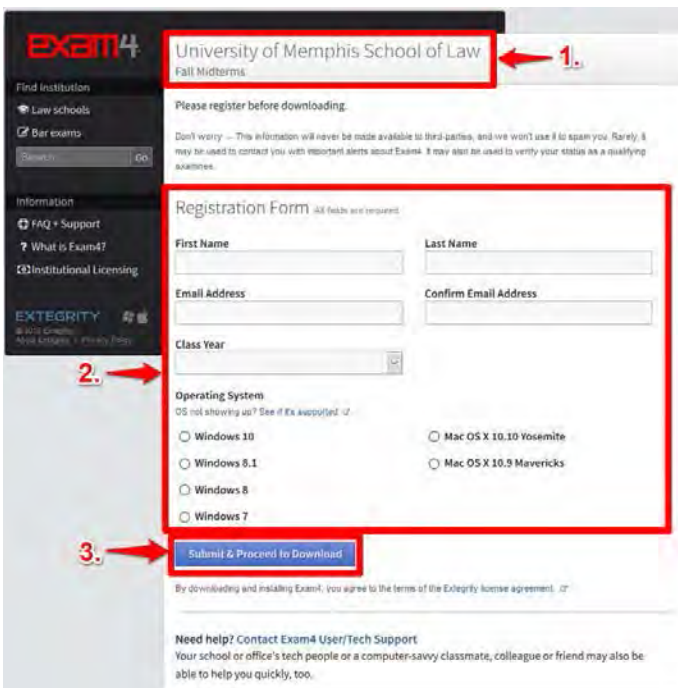 exam4
Find Institution
Law schools
Bar exams
Search
Go
Information
FAQ + Support
? What is Exam4?
Institutional Licensing
EXTEGRITY
© Extegrity
About Extegrity | Privacy Policy
University of Memphis School of Law
Fall Midterms
1.
Please register before downloading.
Don't worry — This information will never be made available to third-parties, and we won't use it to spam you. Rarely, it
may be used to contact you with important alerts about Exam4. It may also be used to verify your status as a qualifying
examinee.
2.
Registration Form All fields are required
First Name
Last Name
Email Address
Confirm Email Address
Class Year
Operating System
OS not showing up? See if it's supported
Windows 10
Mac OS X 10.10 Yosemite
Windows 8.1
Mac OS X 10.9 Mavericks
Windows 8
Windows 7
3.
Submit & Proceed to Download
By downloading and installing Exam4, you agree to the terms of the Extegrity license agreement.
Need help? Contact Exam4 User/Tech Support
Your school or office's tech people or a computer-savvy classmate, colleague or friend may also be
able to help you quickly, too.